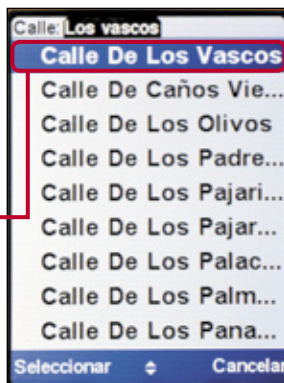 Calle: Los vascos
Calle De Los Vascos
Calle De Caños Vie...
Calle De Los Olivos
Calle De Los Padre...
Calle De Los Pajari...
Calle De Los Pajar...
Calle De Los Palac...
Calle De Los Palm...
Calle De Los Pana...
Seleccionar Cancelar